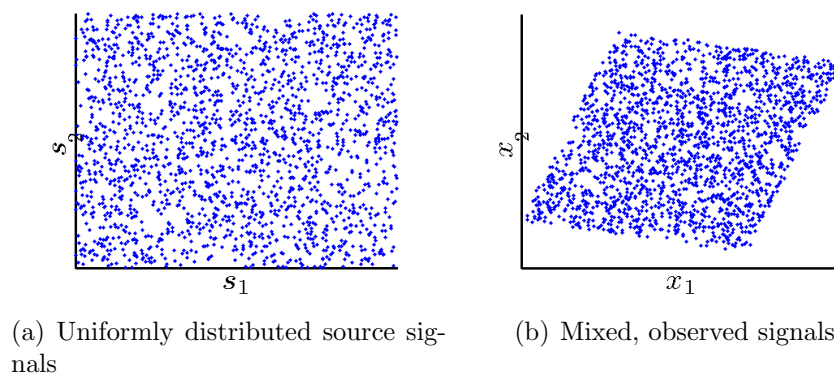 s2
s1
x2
x1
(a) Uniformly distributed source sig-
nals
(b) Mixed, observed signals